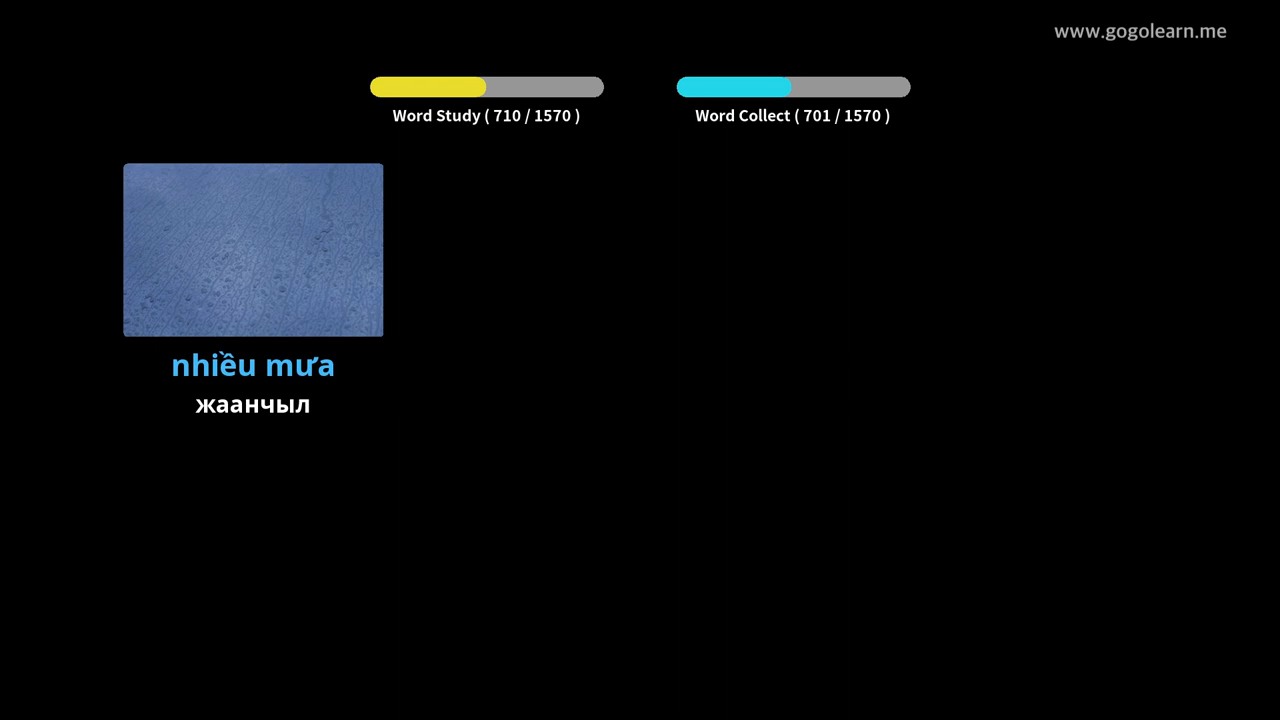 www.gogolearn.me
Word Study ( 710 / 1570 )
Word Collect ( 701 / 1570 )
nhiều mưa
жаанчыл